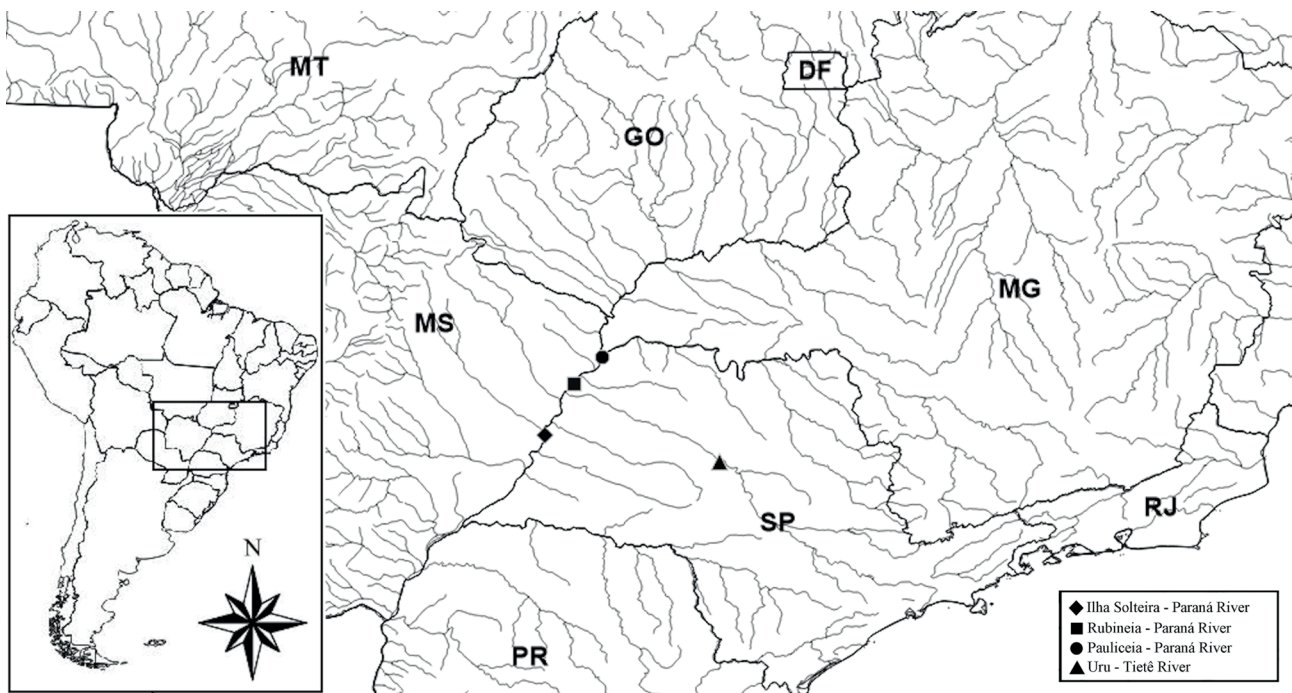 MT
DF
GO
MG
MS
SP
RJ
PR
N
Ilha Solteira - Paraná River
Rubineia - Paraná River
Pauliceia - Paraná River
Uru - Tietê River